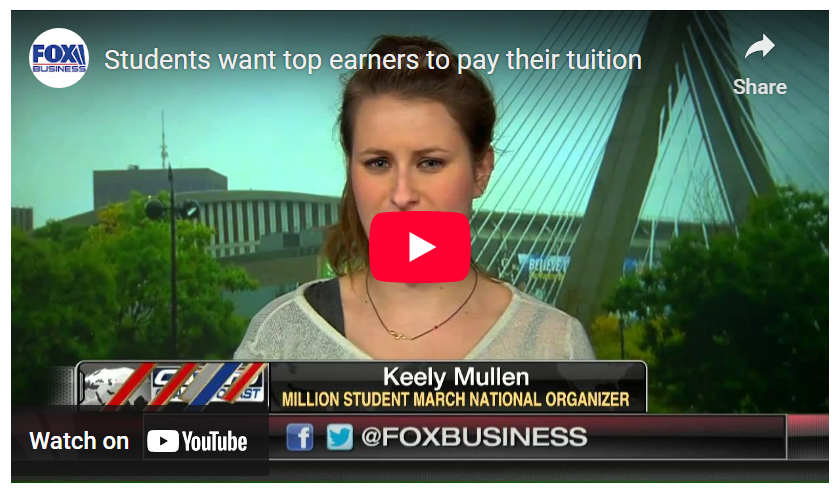 FOX
BUSINESS
Students want top earners to pay their tuition
Share
BELIEVE
Keely Mullen
MILLION STUDENT MARCH NATIONAL ORGANIZER
Watch on YouTube
@FOXBUSINESS